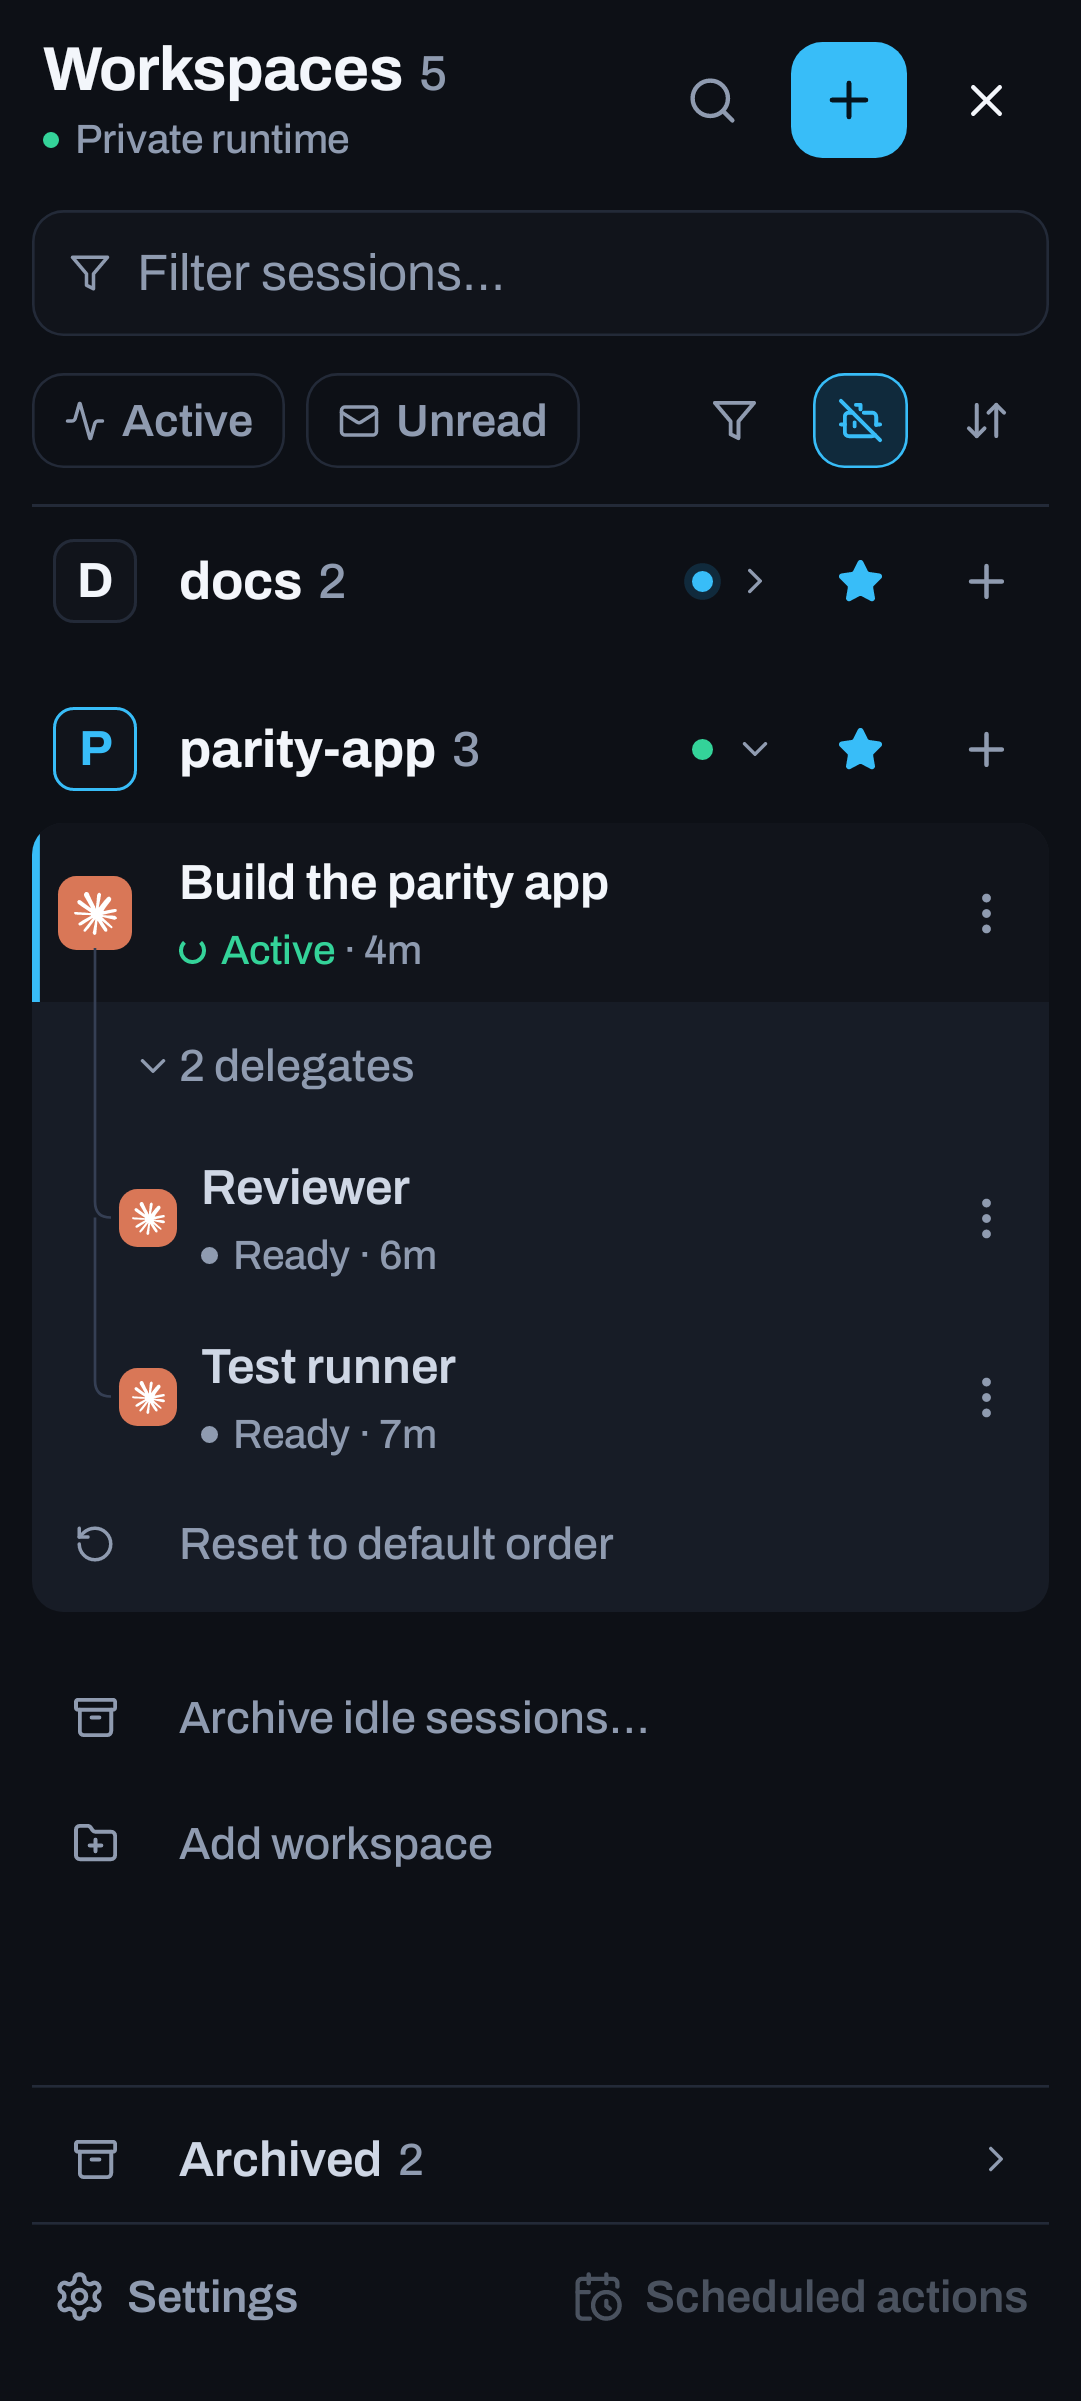 Workspaces 5
Private runtime
Filter sessions...
Active
Unread
D docs 2
P parity-app 3
Build the parity app
Active · 4m
2 delegates
Reviewer
Ready · 6m
Test runner
Ready · 7m
Reset to default order
Archive idle sessions...
Add workspace
Archived 2
Settings
Scheduled actions